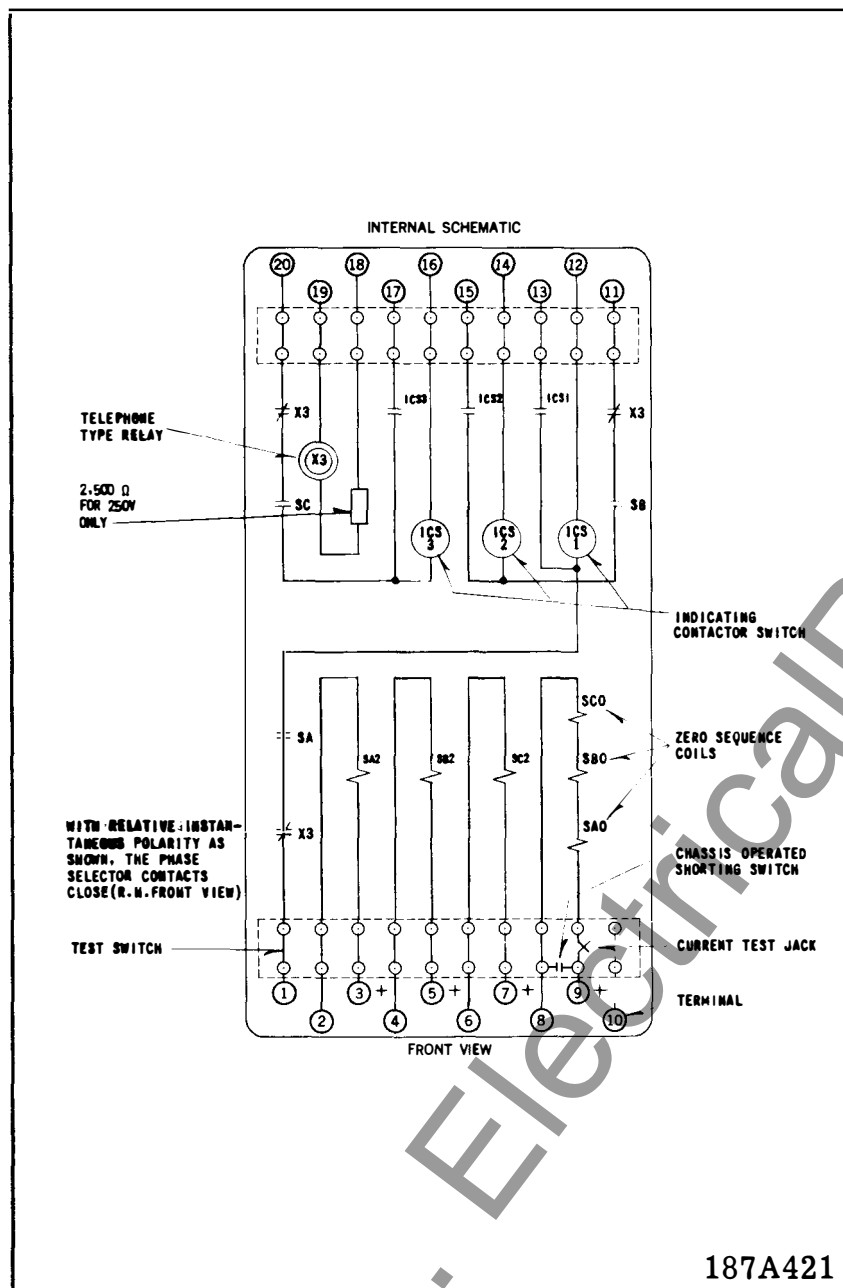 INTERNAL SCHEMATIC
20 18 16 14 12
19 17 15 13 11
ICS3 ICS2 ICS1
X3 X3
TELEPHONE
TYPE RELAY
X3
2,500 Ω
FOR 250V
ONLY
SC SB
ICS
3
ICS
2
ICS
1
INDICATING
CONTACTOR SWITCH
SCO
SA
SA2 SB2 SC2 SBO
ZERO SEQUENCE
COILS
SAO
X3
WITH RELATIVE INSTAN-
TANEOUS POLARITY AS
SHOWN, THE PHASE
SELECTOR CONTACTS
CLOSE(R.H.FRONT VIEW)
CHASSIS OPERATED
SHORTING SWITCH
TEST SWITCH
CURRENT TEST JACK
1 3 + 5 + 7 + 9 +
2 4 6 8 10
TERMINAL
FRONT VIEW
. Electrical
187A421